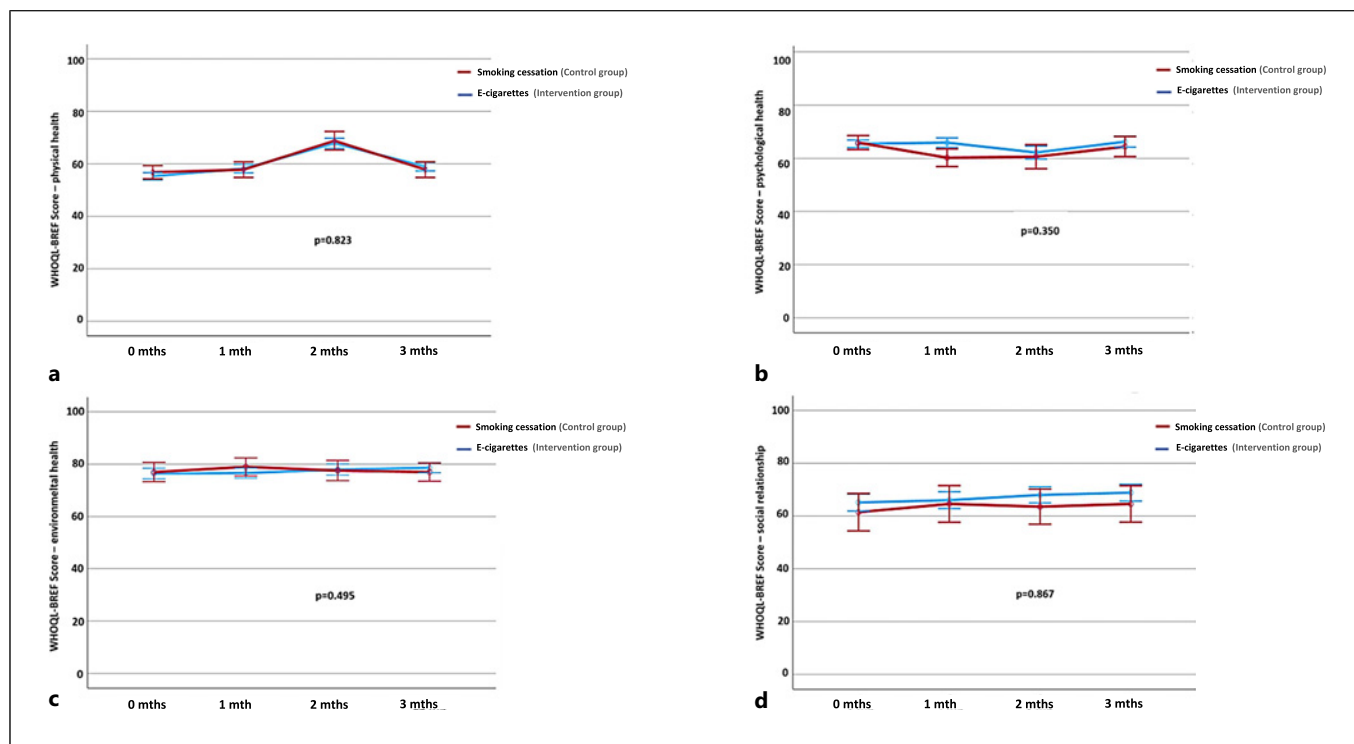 100
80
60
40
20
0
WHOQL-BREF Score – physical health
Smoking cessation (Control group)
E-cigarettes (Intervention group)
p=0.823
0 mths 1 mth 2 mths 3 mths
a
100
80
60
40
20
0
WHOQL-BREF Score – psychological health
Smoking cessation (Control group)
E-cigarettes (Intervention group)
p=0.350
0 mths 1 mth 2 mths 3 mths
b
100
80
60
40
20
0
WHOQL-BREF Score – environmeltal health
Smoking cessation (Control group)
E-cigarettes (Intervention group)
p=0.495
0 mths 1 mth 2 mths 3 mths
c
100
80
60
40
20
0
WHOQL-BREF Score – social relationship
Smoking cessation (Control group)
E-cigarettes (Intervention group)
p=0.867
0 mths 1 mth 2 mths 3 mths
d